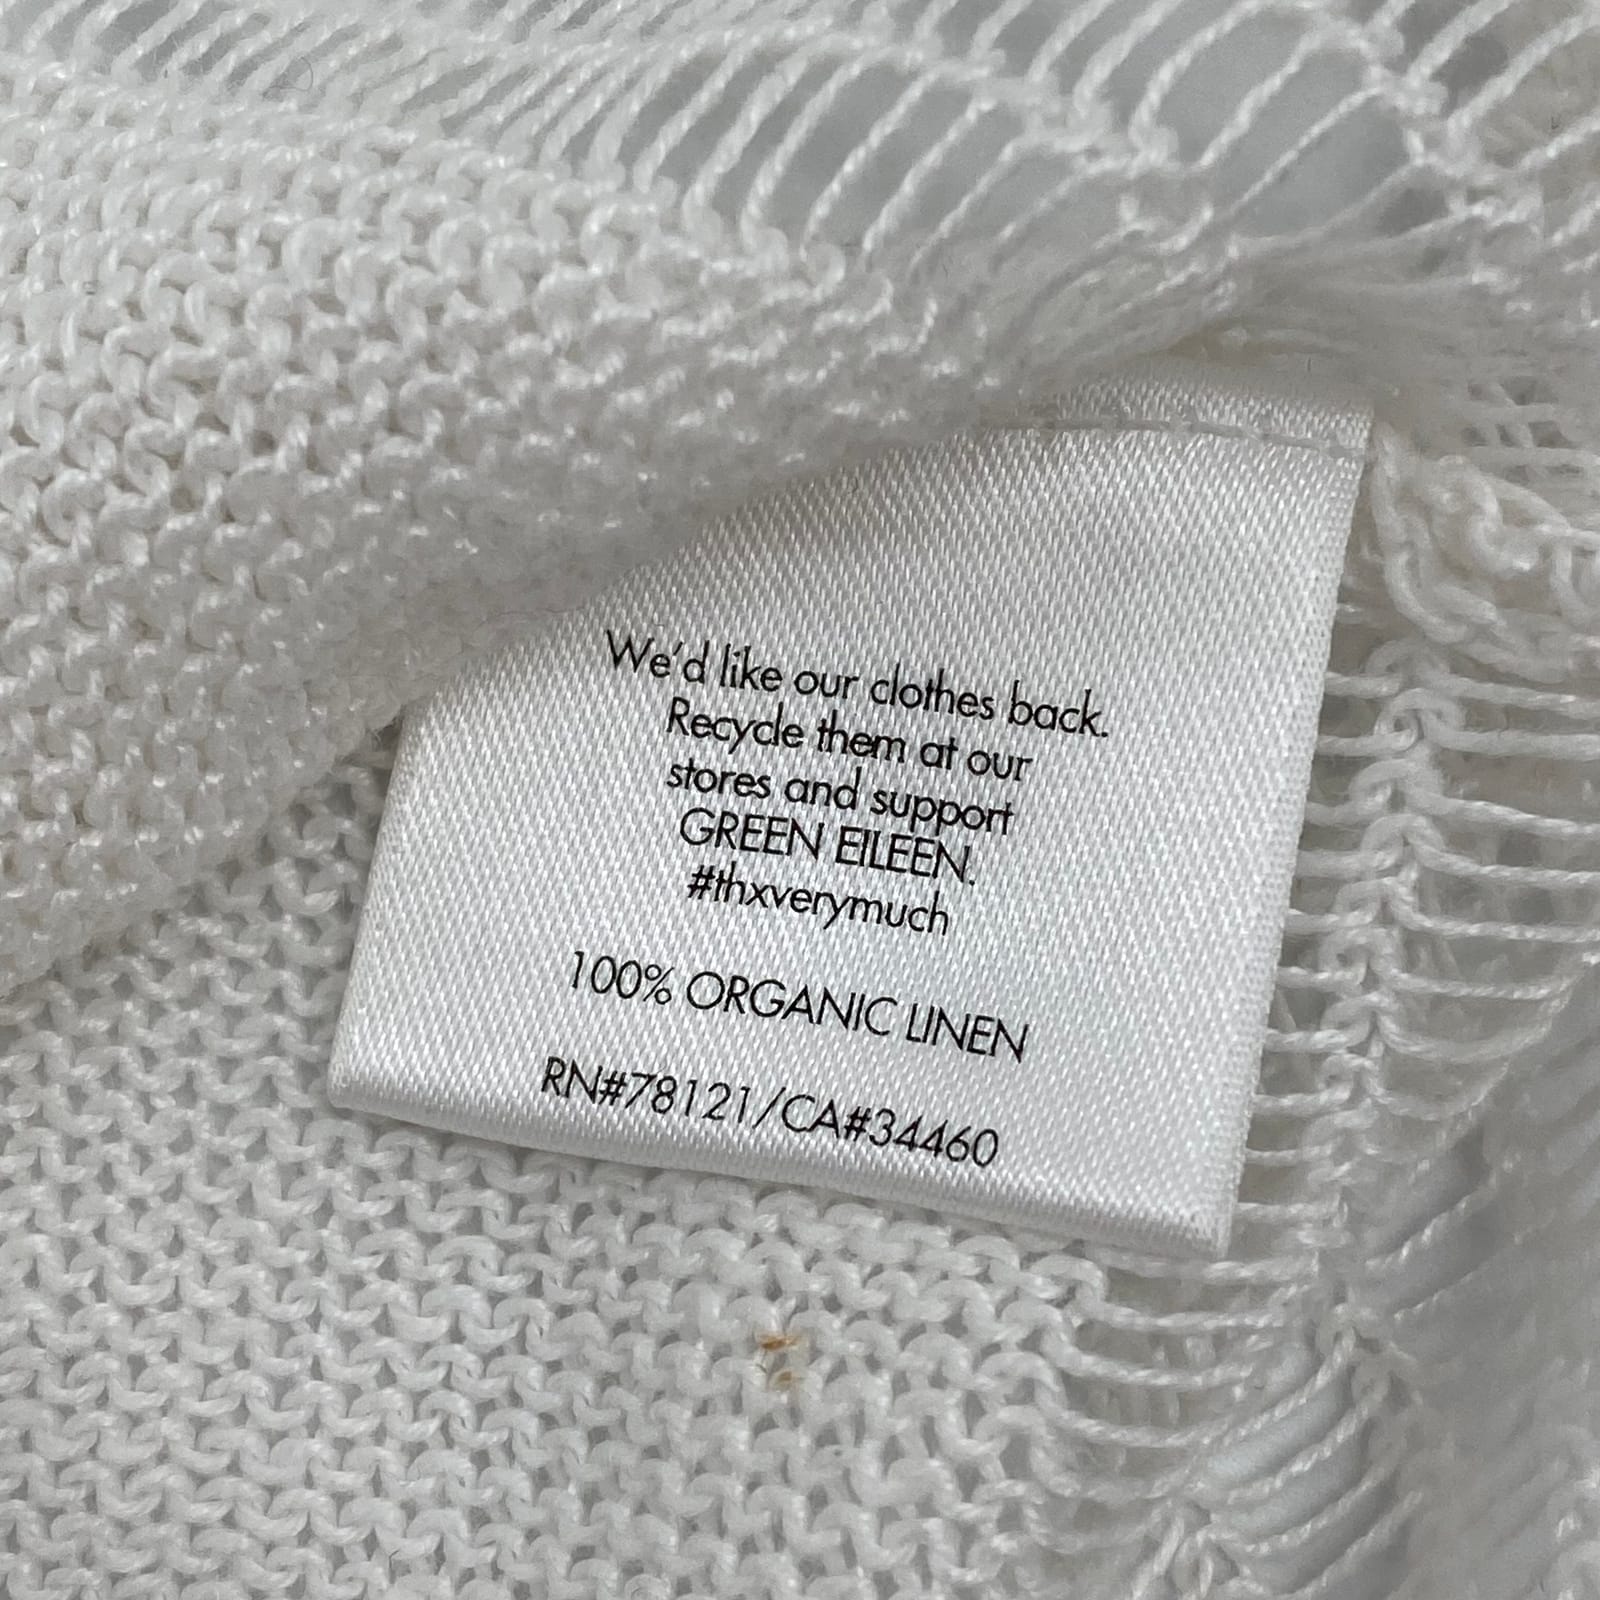 We'd like our clothes back.
Recycle them at our
stores and support
GREEN EILEEN.
#thxverymuch
100% ORGANIC LINEN
RN#78121/CA#34460